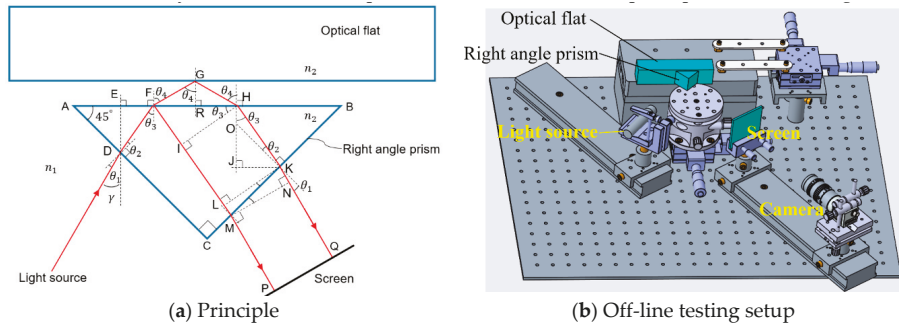 Optical flat
G
n2
E
F
θ4
θ4
θ4
H
A
R
B
45°
θ3
θ3
θ3
n2
O
I
D
θ2
J
θ2
K
Right angle prism
n1
θ1
γ
L
N
θ1
M
C
Q
Light source
P
Screen
(a) Principle
Optical flat
Right angle prism
Light source
Screen
Camera
(b) Off-line testing setup